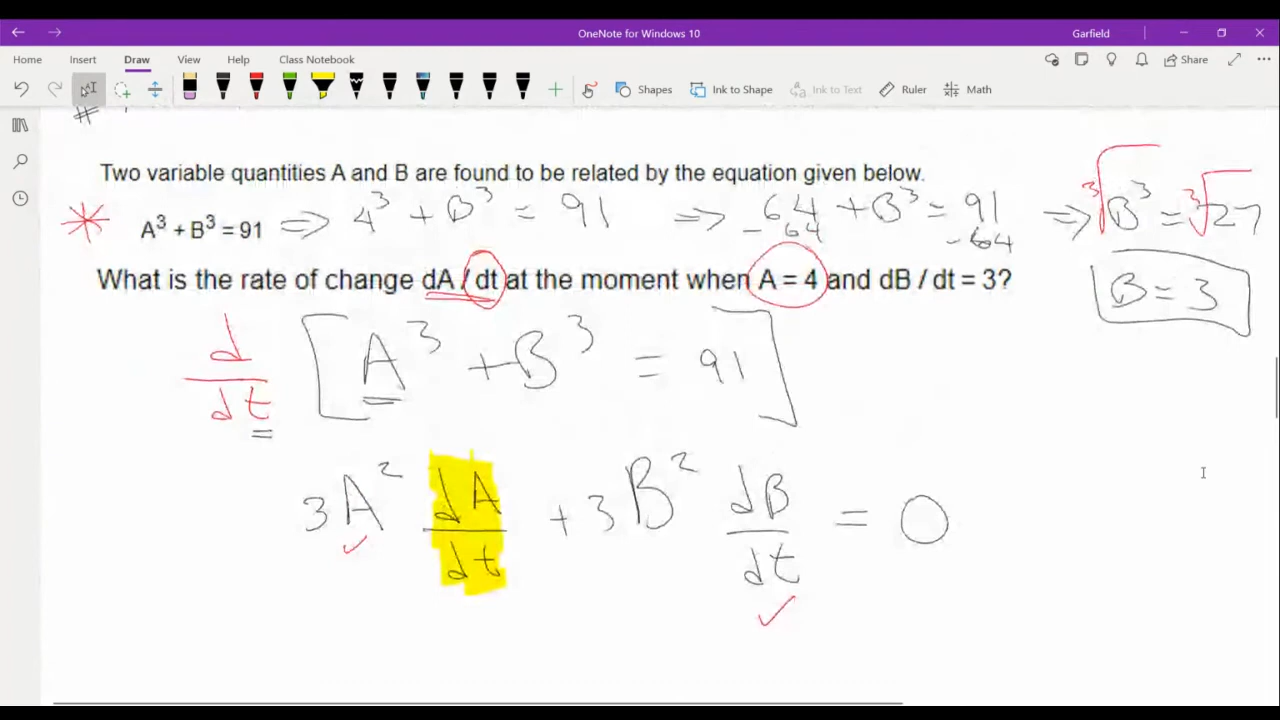 OneNote for Windows 10
Garfield
Home Insert Draw View Help Class Notebook
Share
Shapes Ink to Shape Ink to Text Ruler Math
#
Two variable quantities A and B are found to be related by the equation given below.
A³ + B³ = 91 ⇒ 4³ + B³ = 91 ⇒ 64 + B³ = 91 ⇒ ³√B³ = ³√27
-64 -64
What is the rate of change dA / dt at the moment when A = 4 and dB / dt = 3?
B = 3
d/dt [A³ + B³ = 91]
3A² dA/dt + 3B² dB/dt = 0